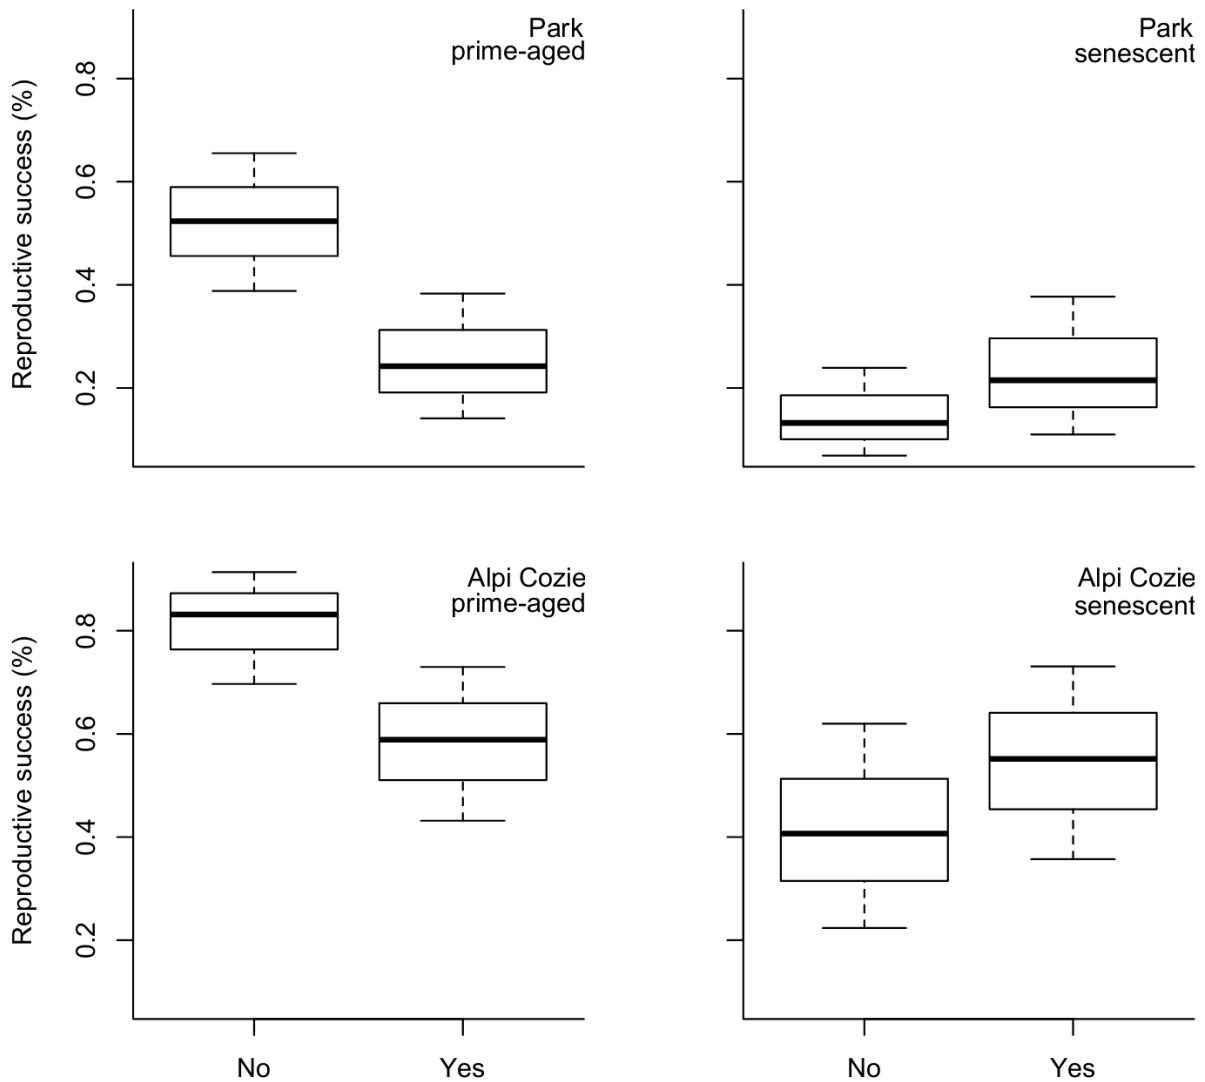 Park
prime-aged
Park
senescent
Reproductive success (%)
0.8
0.6
0.4
0.2
Alpi Cozie
prime-aged
Alpi Cozie
senescent
Reproductive success (%)
0.8
0.6
0.4
0.2
No
Yes
No
Yes